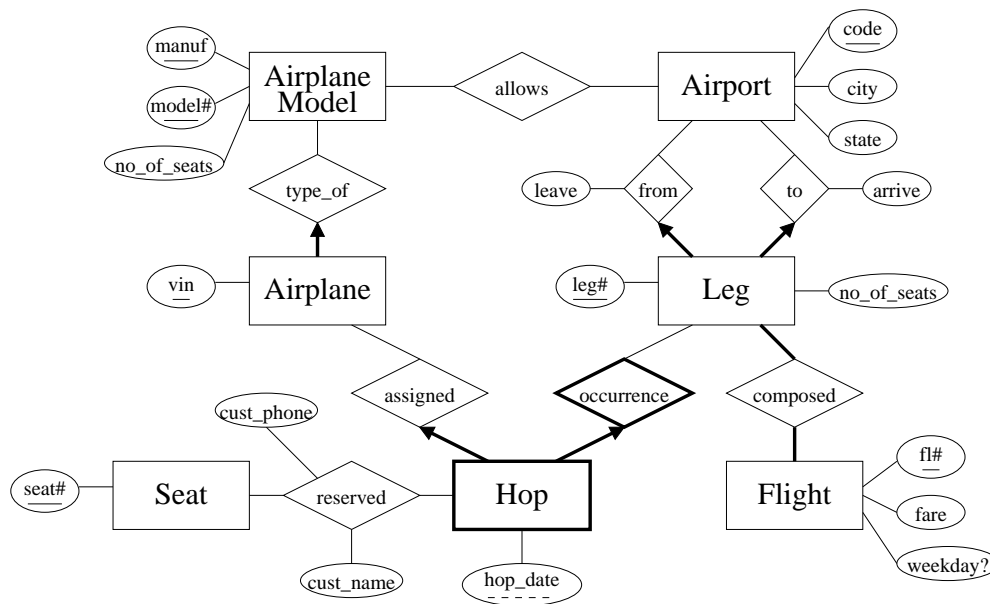 manuf
code
Airplane
Model
allows
Airport
city
model#
state
no_of_seats
type_of
leave
from
to
arrive
vin
Airplane
leg#
Leg
no_of_seats
assigned
occurrence
composed
cust_phone
fl#
seat#
Seat
reserved
Hop
Flight
fare
weekday?
cust_name
hop_date